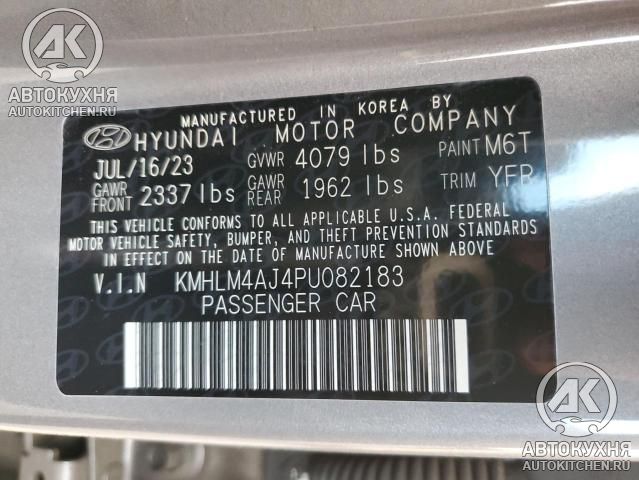 АК
АВТОКУХНЯ
AUTOKITCHEN.RU
MANUFACTURED IN KOREA BY
HYUNDAI MOTOR COMPANY
JUL/16/23 GVWR 4079 lbs PAINT M6T
GAWR FRONT 2337 lbs GAWR REAR 1962 lbs TRIM YFR
THIS VEHICLE CONFORMS TO ALL APPLICABLE U.S.A. FEDERAL
MOTOR VEHICLE SAFETY, BUMPER, AND THEFT PREVENTION STANDARDS
IN EFFECT ON THE DATE OF MANUFACTURE SHOWN ABOVE
V.I.N KMHLM4AJ4PU082183
PASSENGER CAR
АК
АВТОКУХНЯ
AUTOKITCHEN.RU